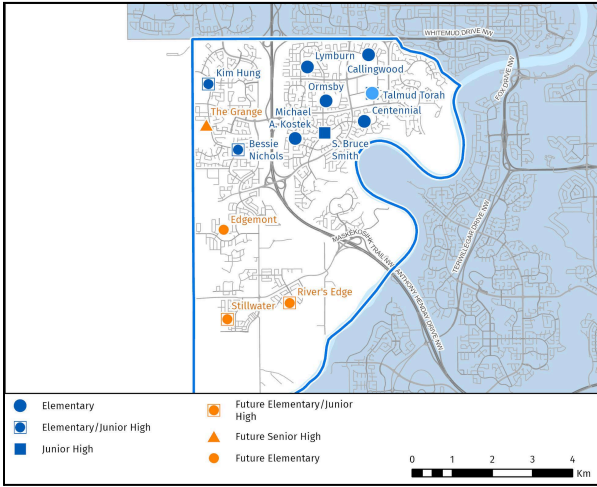 WHITEMUD DRIVE NW
Lymburn
Callingwood
FOX DRIVE NW
Kim Hung
Ormsby
Talmud Torah
The Grange
Michael
A. Kostek
Centennial
Bessie
Nichols
S. Bruce
Smith
TERWILLEGAR DRIVE NW
Edgemont
MASKÊKOSIHK TRAIL NW
ANTHONY HENDAY DRIVE NW
River's Edge
Stillwater
Elementary
Elementary/Junior High
Junior High
Future Elementary/Junior
High
Future Senior High
Future Elementary
0 1 2 3 4
Km